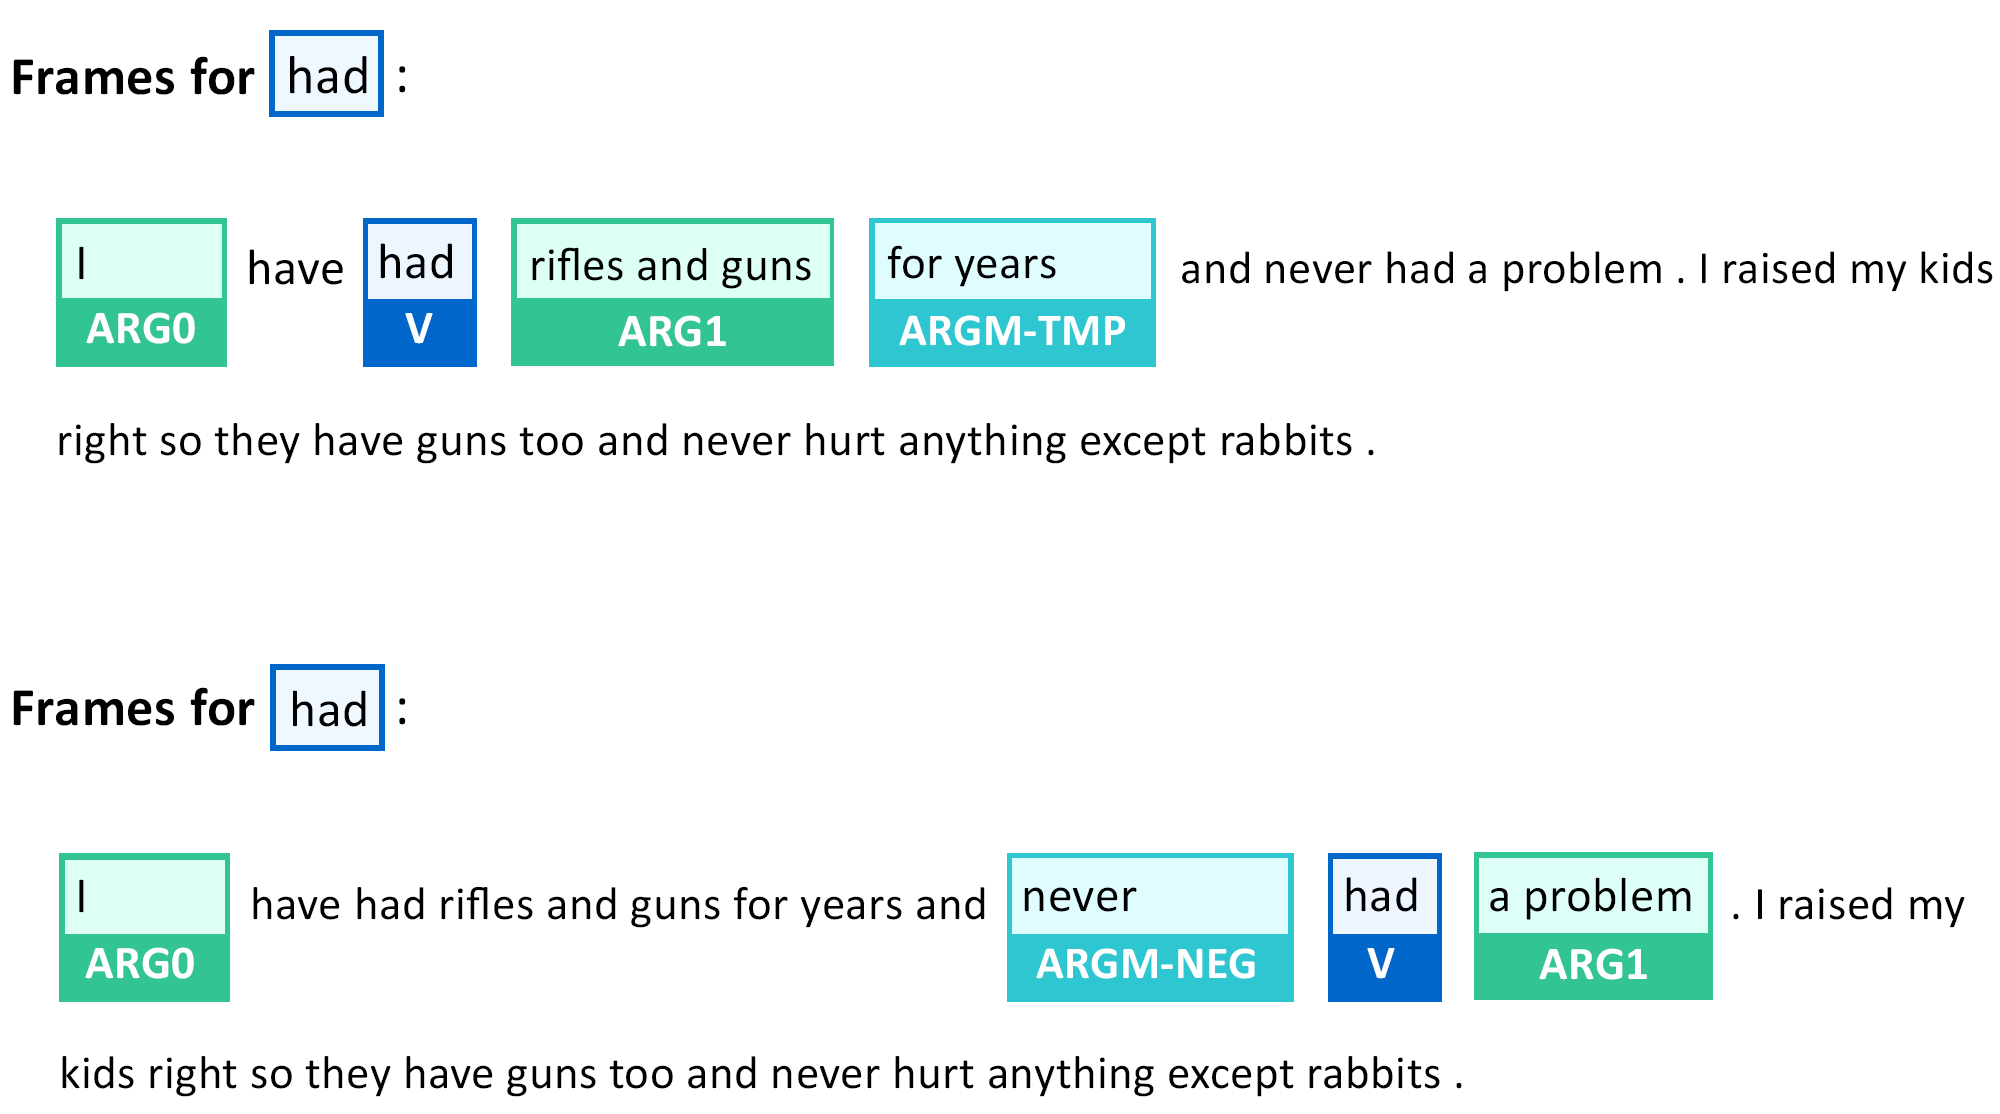 Frames for had :
I have had rifles and guns for years and never had a problem . I raised my kids
ARG0 V ARG1 ARGM-TMP
right so they have guns too and never hurt anything except rabbits .
Frames for had :
I have had rifles and guns for years and never had a problem . I raised my
ARG0 ARGM-NEG V ARG1
kids right so they have guns too and never hurt anything except rabbits .